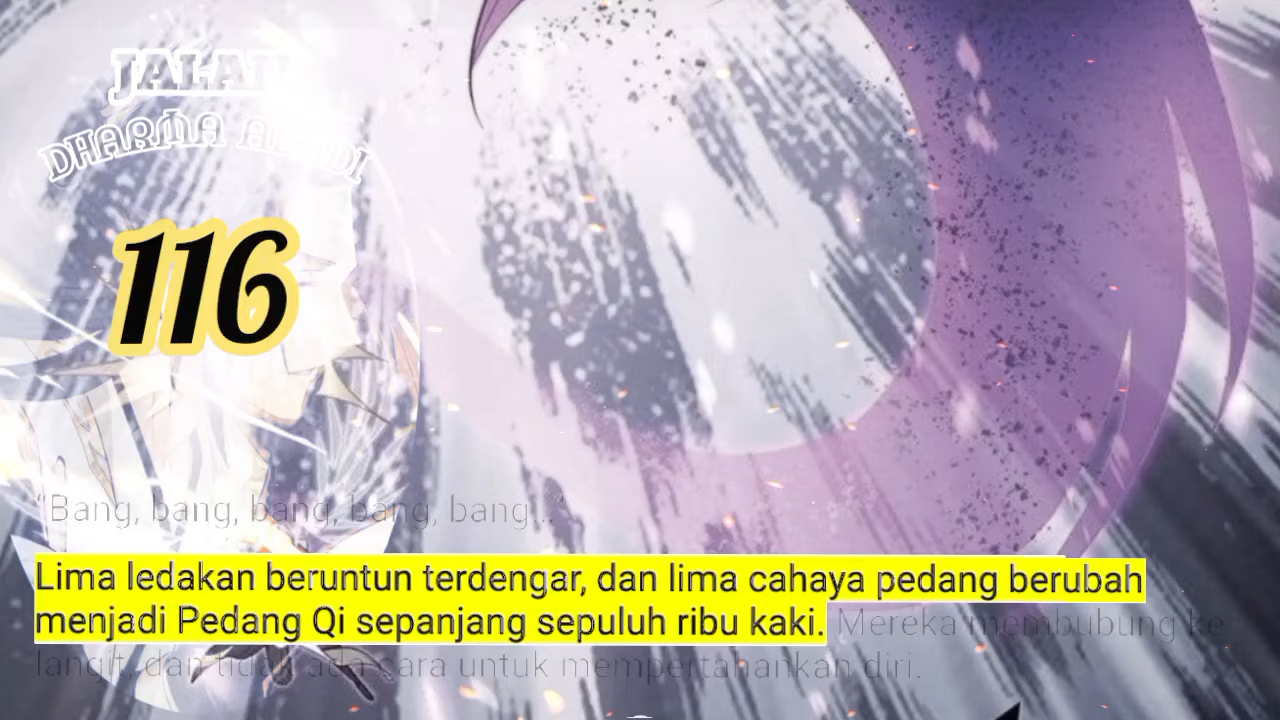 JALAN
DHARMA ABADI
116
“Bang, bang, bang, bang, bang...”
Lima ledakan beruntun terdengar, dan lima cahaya pedang berubah
menjadi Pedang Qi sepanjang sepuluh ribu kaki. Mereka membubung ke
langit, dan tidak ada cara untuk mempertahankan diri.